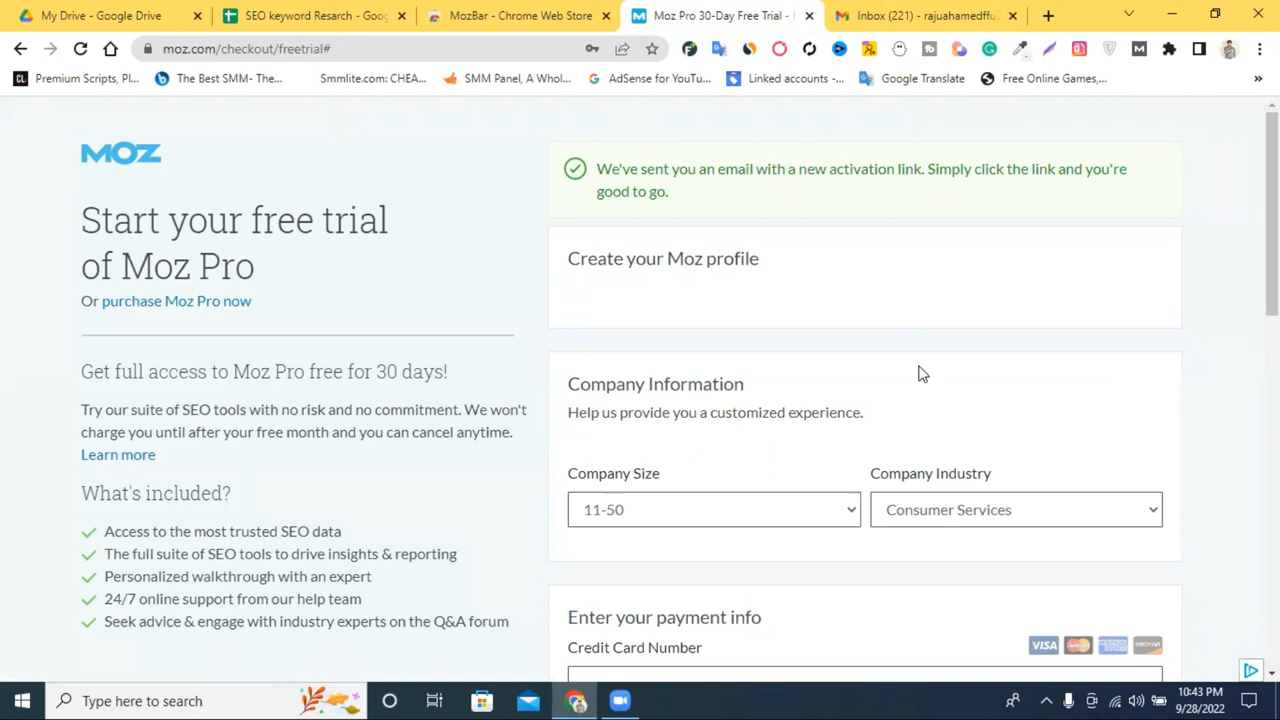 My Drive - Google Drive
SEO keyword Resarch - Goog
MozBar - Chrome Web Store
Moz Pro 30-Day Free Trial -
Inbox (221) - rajuahamedffu
moz.com/checkout/freetrial#
Premium Scripts, Pl...
The Best SMM- The...
Smmlite.com: CHEA...
SMM Panel, A Whol...
AdSense for YouTu...
Linked accounts -...
Google Translate
Free Online Games,...
MOZ
Start your free trial
of Moz Pro
Or purchase Moz Pro now
Get full access to Moz Pro free for 30 days!
Try our suite of SEO tools with no risk and no commitment. We won't
charge you until after your free month and you can cancel anytime.
Learn more
What's included?
Access to the most trusted SEO data
The full suite of SEO tools to drive insights & reporting
Personalized walkthrough with an expert
24/7 online support from our help team
Seek advice & engage with industry experts on the Q&A forum
We've sent you an email with a new activation link. Simply click the link and you're
good to go.
Create your Moz profile
Company Information
Help us provide you a customized experience.
Company Size
Company Industry
11-50
Consumer Services
Enter your payment info
Credit Card Number
VISA
Type here to search
10:43 PM
9/28/2022